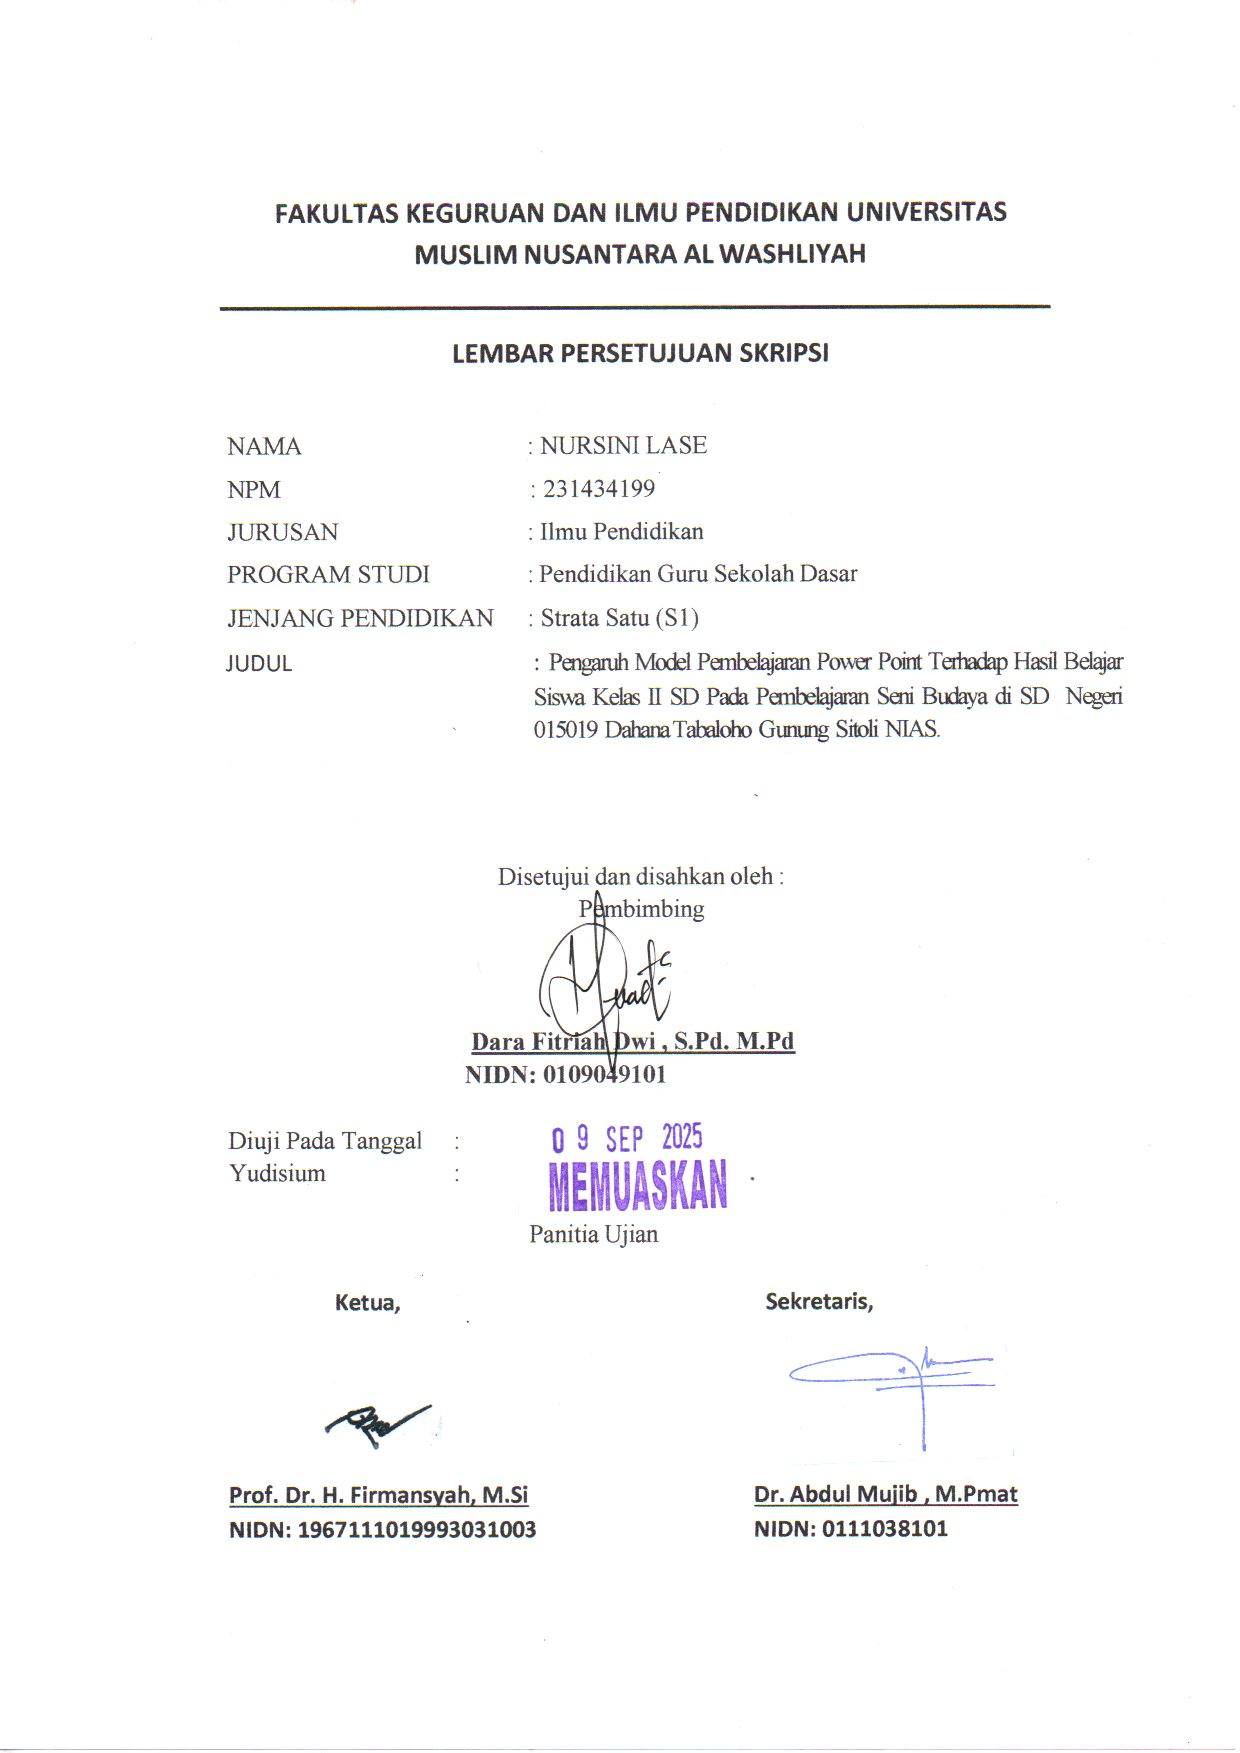 FAKULTAS KEGURUAN DAN ILMU PENDIDIKAN UNIVERSITAS
MUSLIM NUSANTARA AL WASHLIYAH
LEMBAR PERSETUJUAN SKRIPSI
NAMA : NURSINI LASE
NPM : 231434199
JURUSAN : Ilmu Pendidikan
PROGRAM STUDI : Pendidikan Guru Sekolah Dasar
JENJANG PENDIDIKAN : Strata Satu (S1)
JUDUL : Pengaruh Model Pembelajaran Power Point Terhadap Hasil Belajar
Siswa Kelas II SD Pada Pembelajaran Seni Budaya di SD Negeri
015019 Dahana Tabaloho Gunung Sitoli NIAS.
Disetujui dan disahkan oleh :
Pembimbing
Dara Fitriah Dwi , S.Pd. M.Pd
NIDN: 0109049101
Diuji Pada Tanggal : 09 SEP 2025
Yudisium : MEMUASKAN
Panitia Ujian
Ketua, Sekretaris,
Prof. Dr. H. Firmansyah, M.Si Dr. Abdul Mujib , M.Pmat
NIDN: 1967111019993031003 NIDN: 0111038101